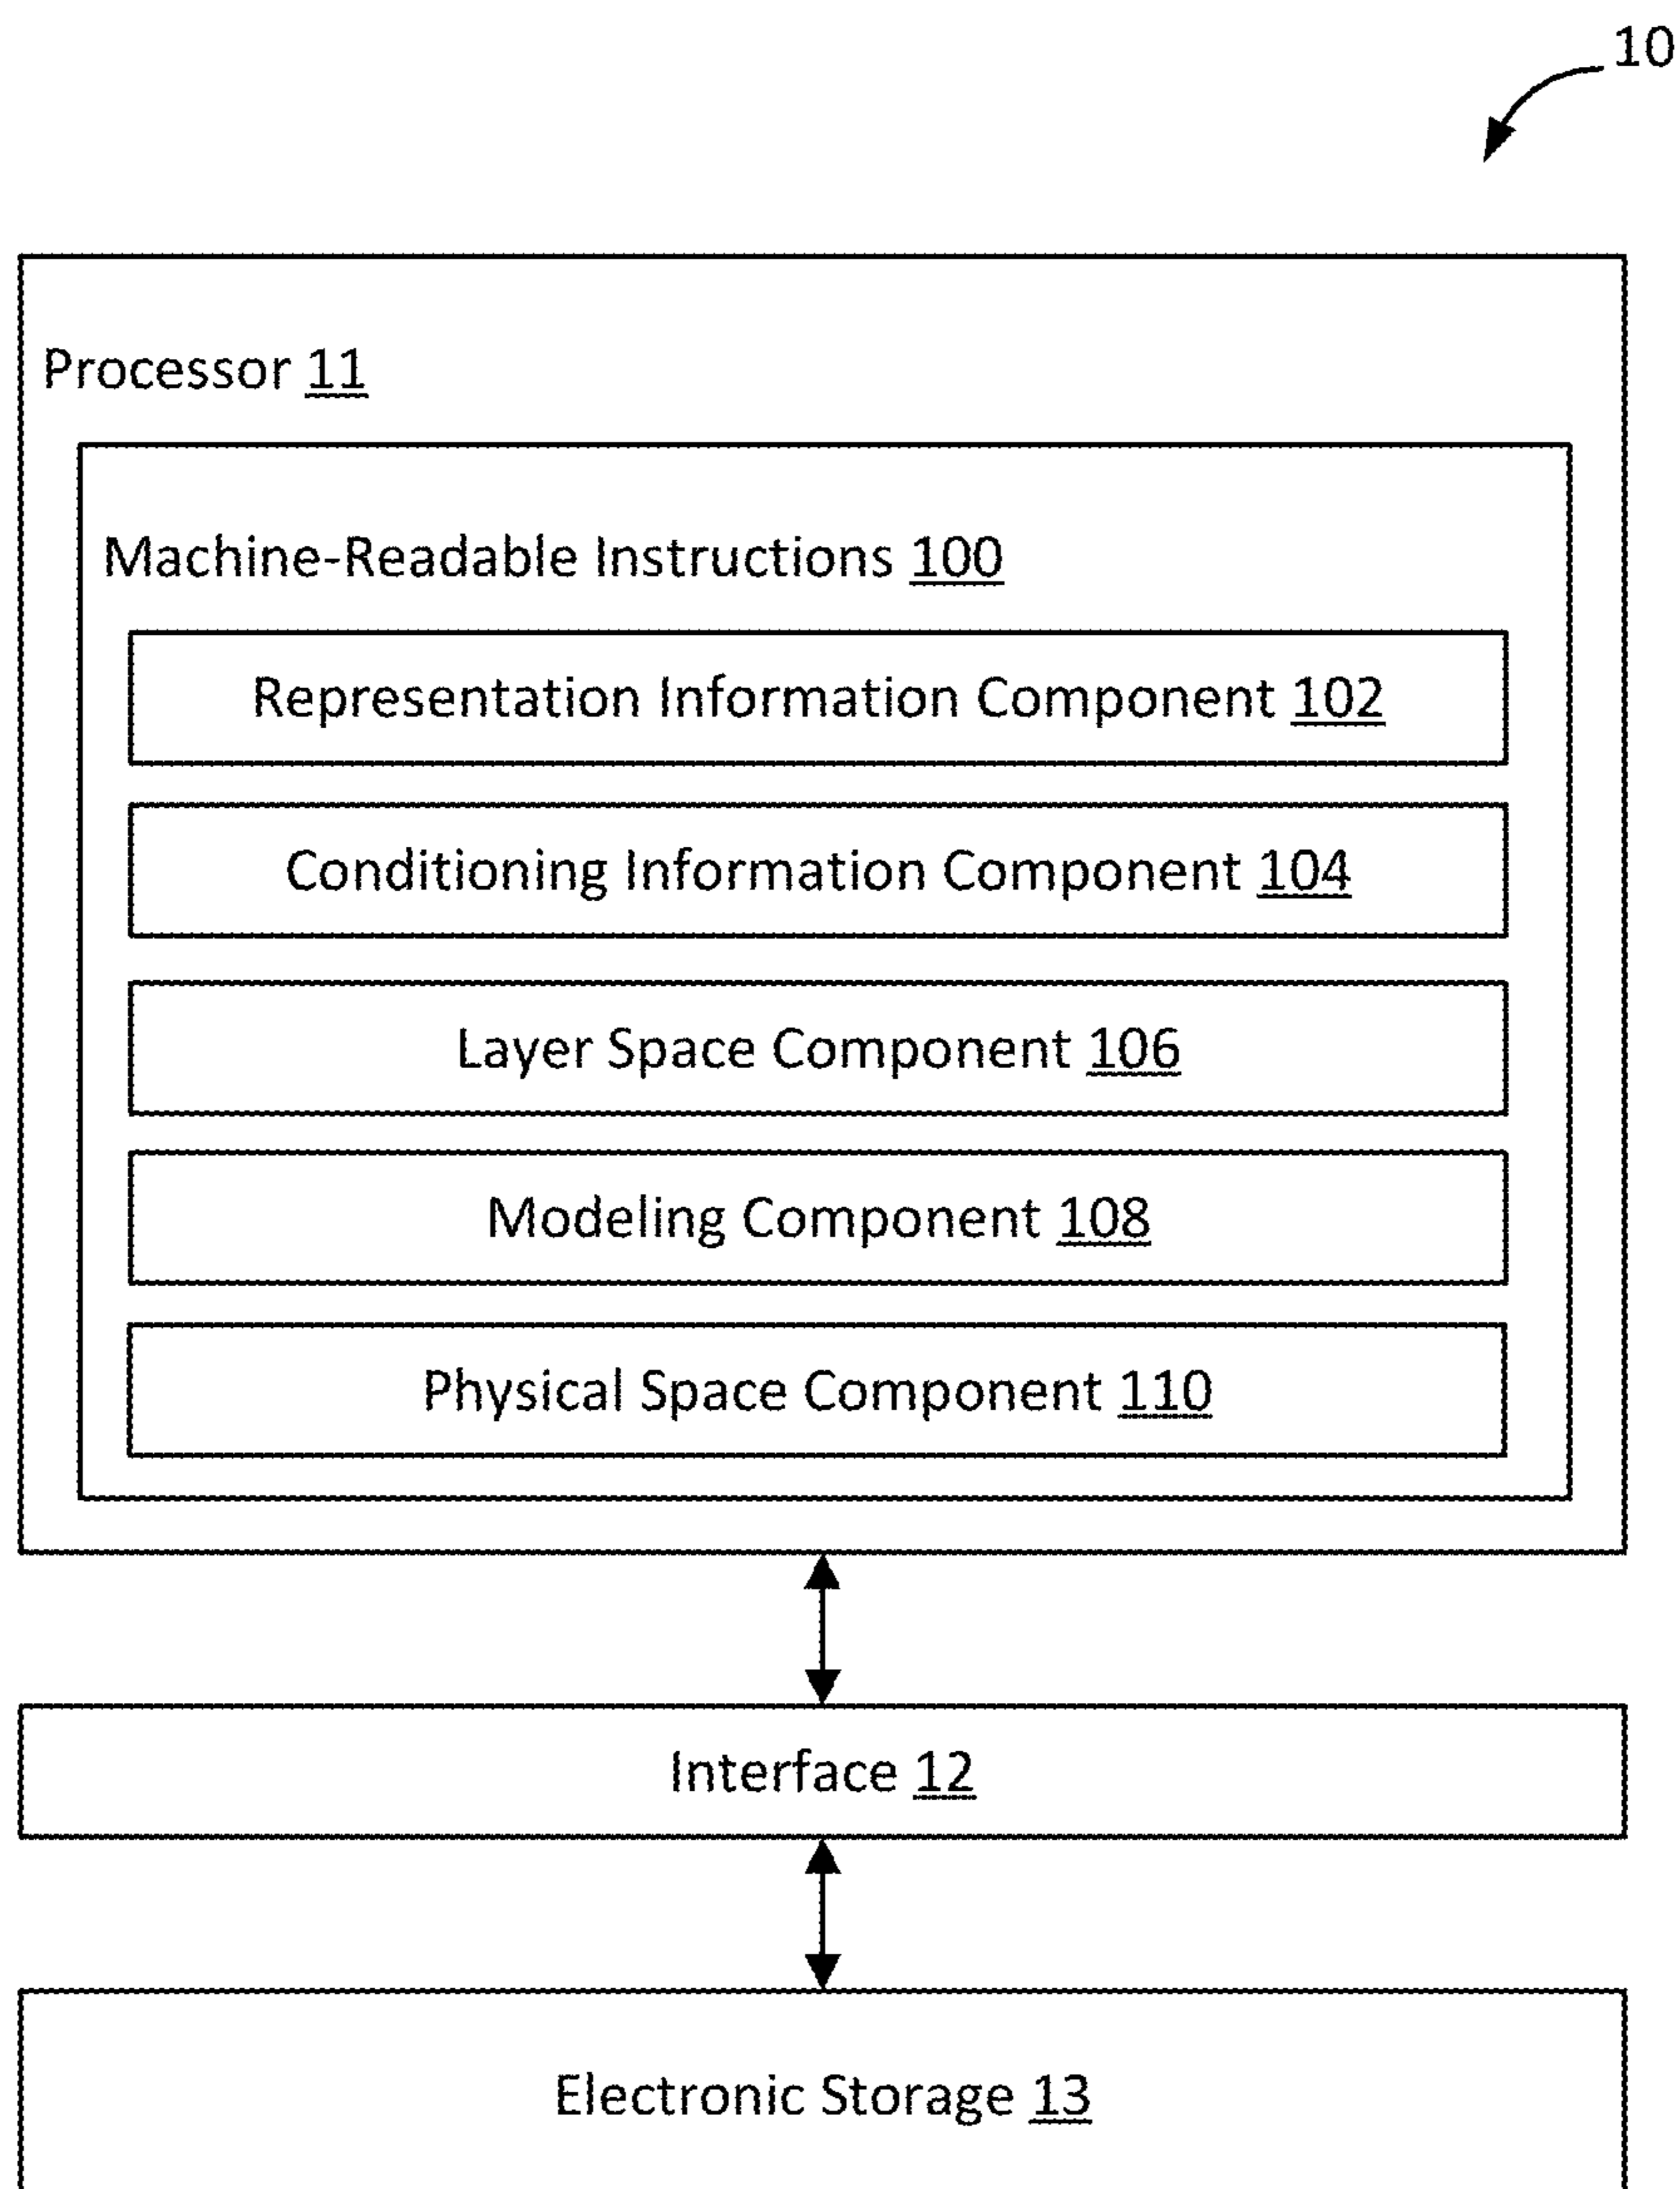 10
Processor 11
Machine-Readable Instructions 100
Representation Information Component 102
Conditioning Information Component 104
Layer Space Component 106
Modeling Component 108
Physical Space Component 110
Interface 12
Electronic Storage 13